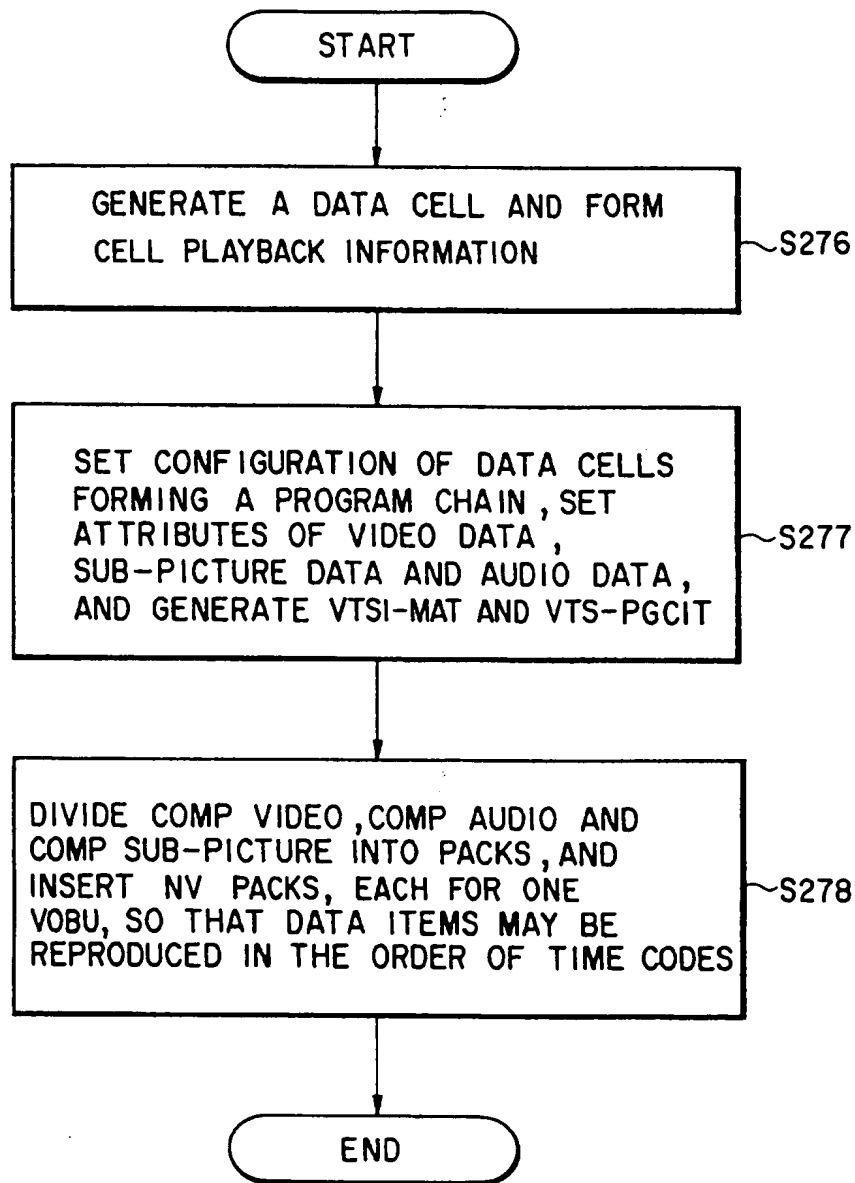 START
GENERATE A DATA CELL AND FORM
CELL PLAYBACK INFORMATION
S276
SET CONFIGURATION OF DATA CELLS
FORMING A PROGRAM CHAIN, SET
ATTRIBUTES OF VIDEO DATA,
SUB-PICTURE DATA AND AUDIO DATA,
AND GENERATE VTSI-MAT AND VTS-PGCIT
S277
DIVIDE COMP VIDEO, COMP AUDIO AND
COMP SUB-PICTURE INTO PACKS, AND
INSERT NV PACKS, EACH FOR ONE
VOBU, SO THAT DATA ITEMS MAY BE
REPRODUCED IN THE ORDER OF TIME CODES
S278
END